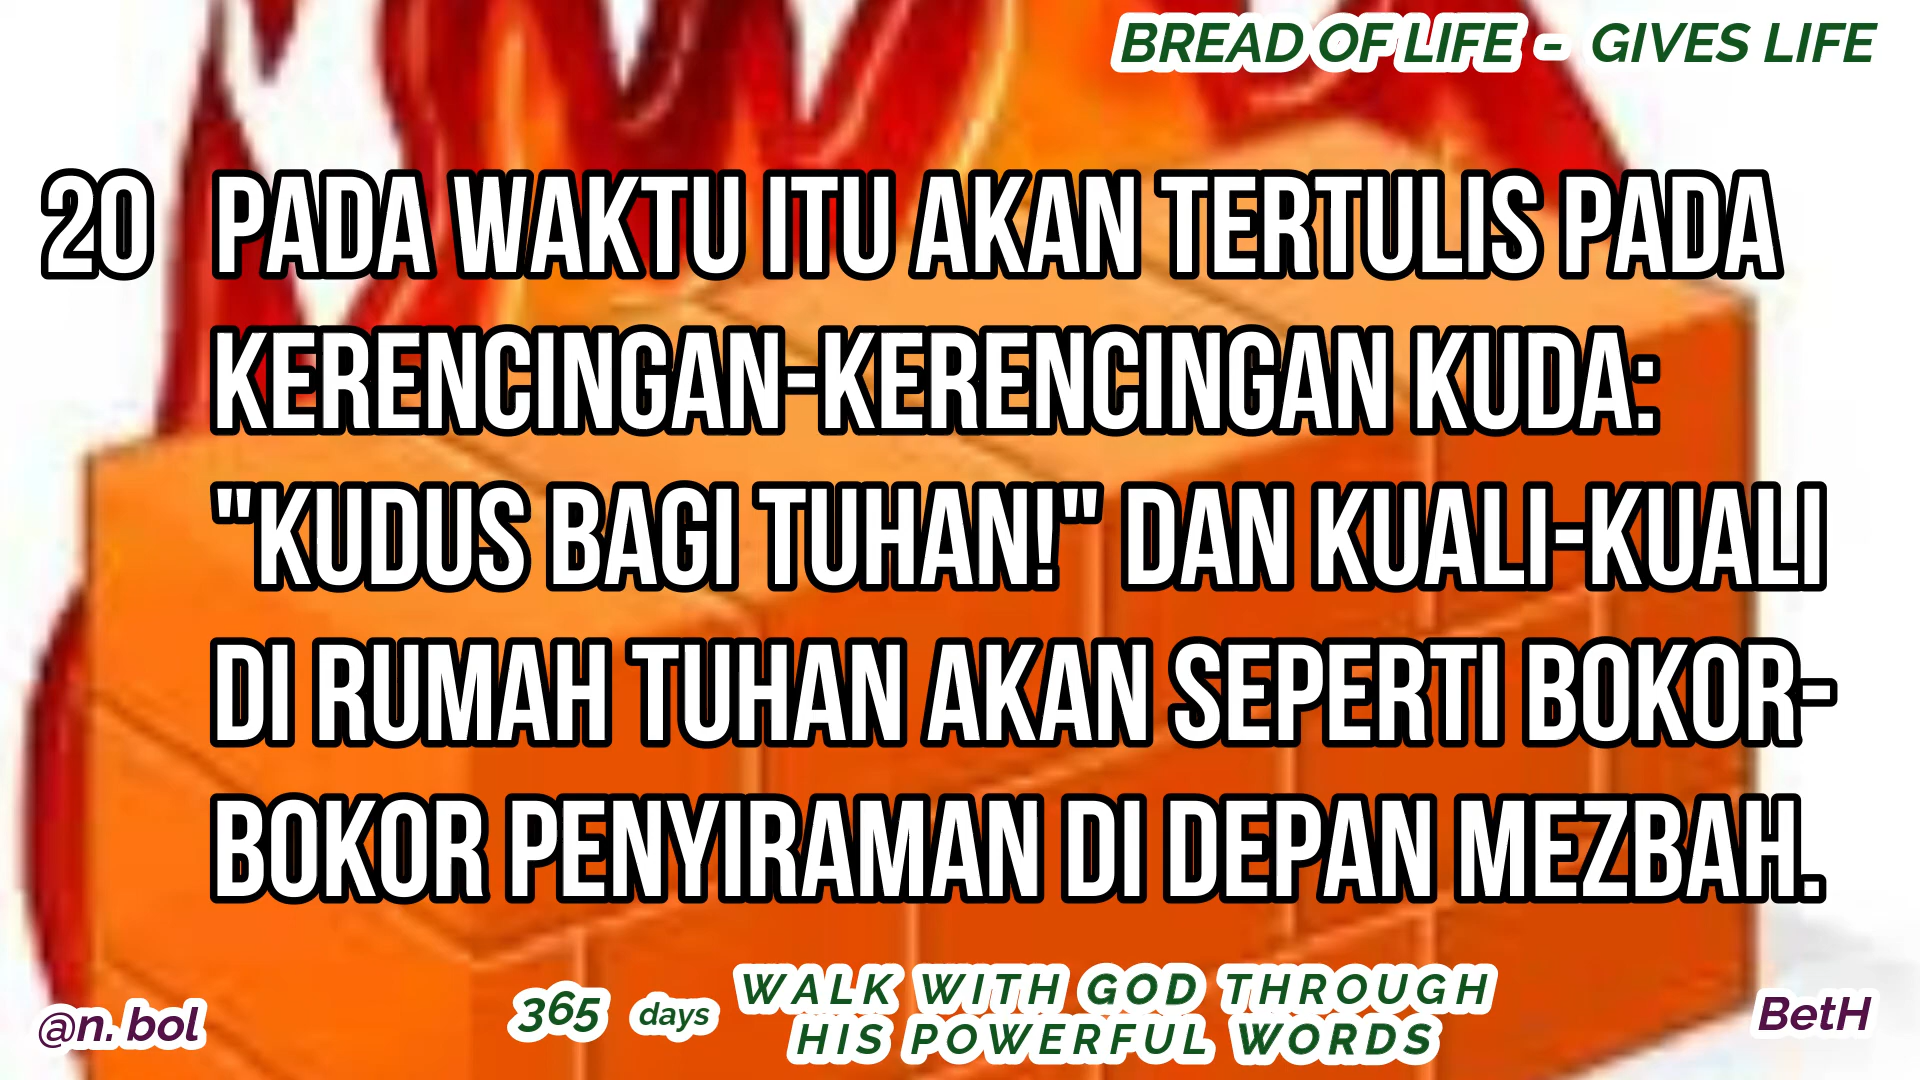 BREAD OF LIFE - GIVES LIFE
20 PADA WAKTU ITU AKAN TERTULIS PADA
KERENCINGAN-KERENCINGAN KUDA:
"KUDUS BAGI TUHAN!" DAN KUALI-KUALI
DI RUMAH TUHAN AKAN SEPERTI BOKOR-
BOKOR PENYIRAMAN DI DEPAN MEZBAH.
@n. bol
365 days
WALK WITH GOD THROUGH
HIS POWERFUL WORDS
BetH